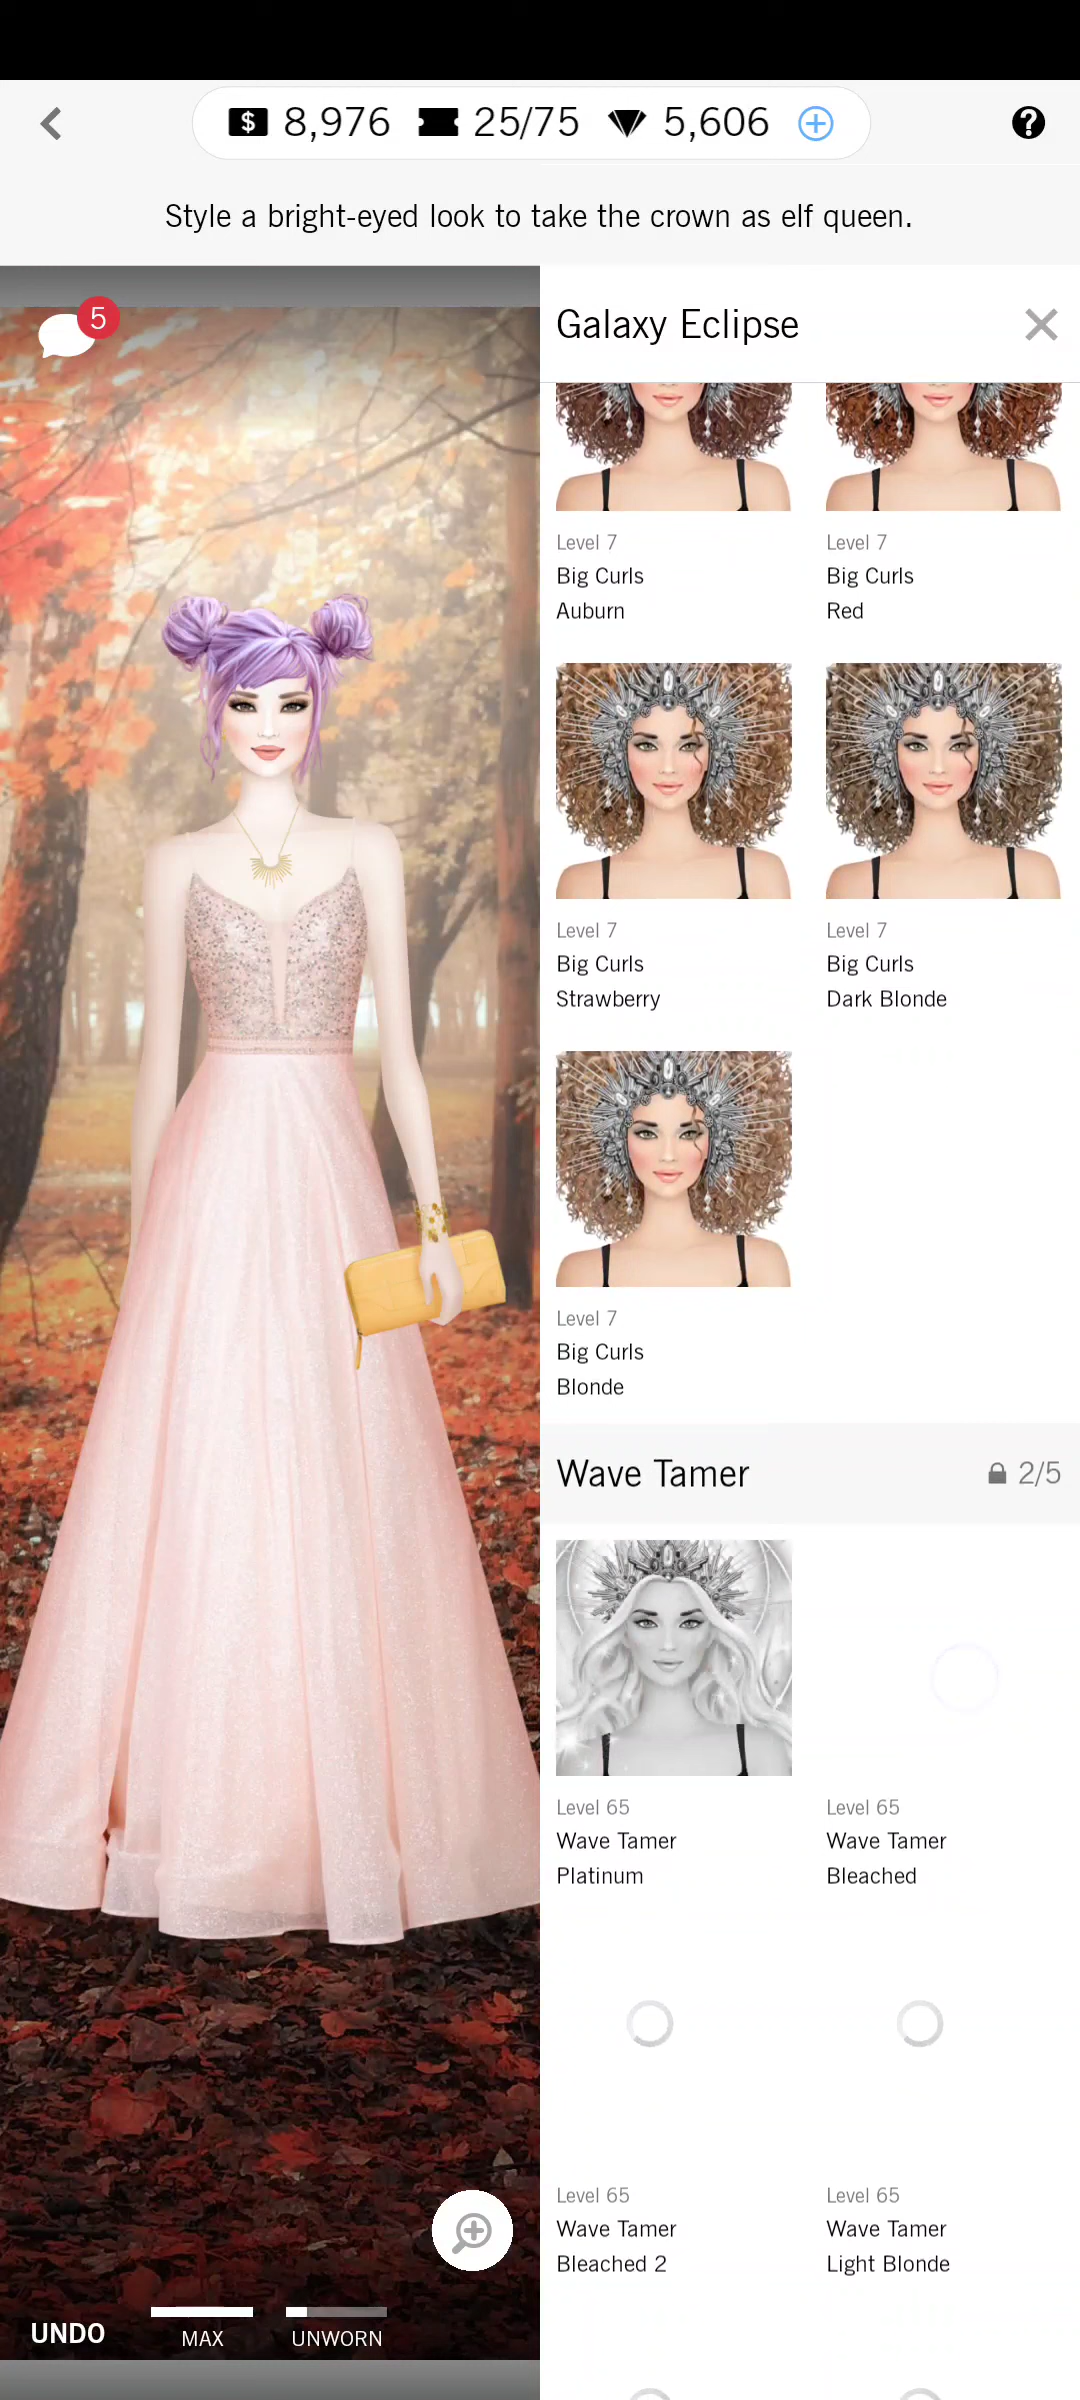 $ 8,976 25/75 5,606
Style a bright-eyed look to take the crown as elf queen.
5
Galaxy Eclipse
Level 7
Big Curls
Auburn
Level 7
Big Curls
Red
Level 7
Big Curls
Strawberry
Level 7
Big Curls
Dark Blonde
Level 7
Big Curls
Blonde
Wave Tamer 2/5
Level 65
Wave Tamer
Platinum
Level 65
Wave Tamer
Bleached
Level 65
Wave Tamer
Bleached 2
Level 65
Wave Tamer
Light Blonde
UNDO
MAX
UNWORN